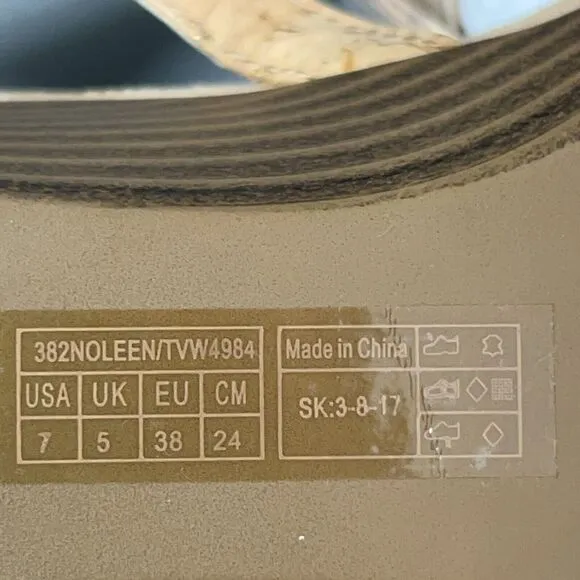 382NOLEEN/TVW4984
USA UK EU CM
7 5 38 24
Made in China
SK:3-8-17